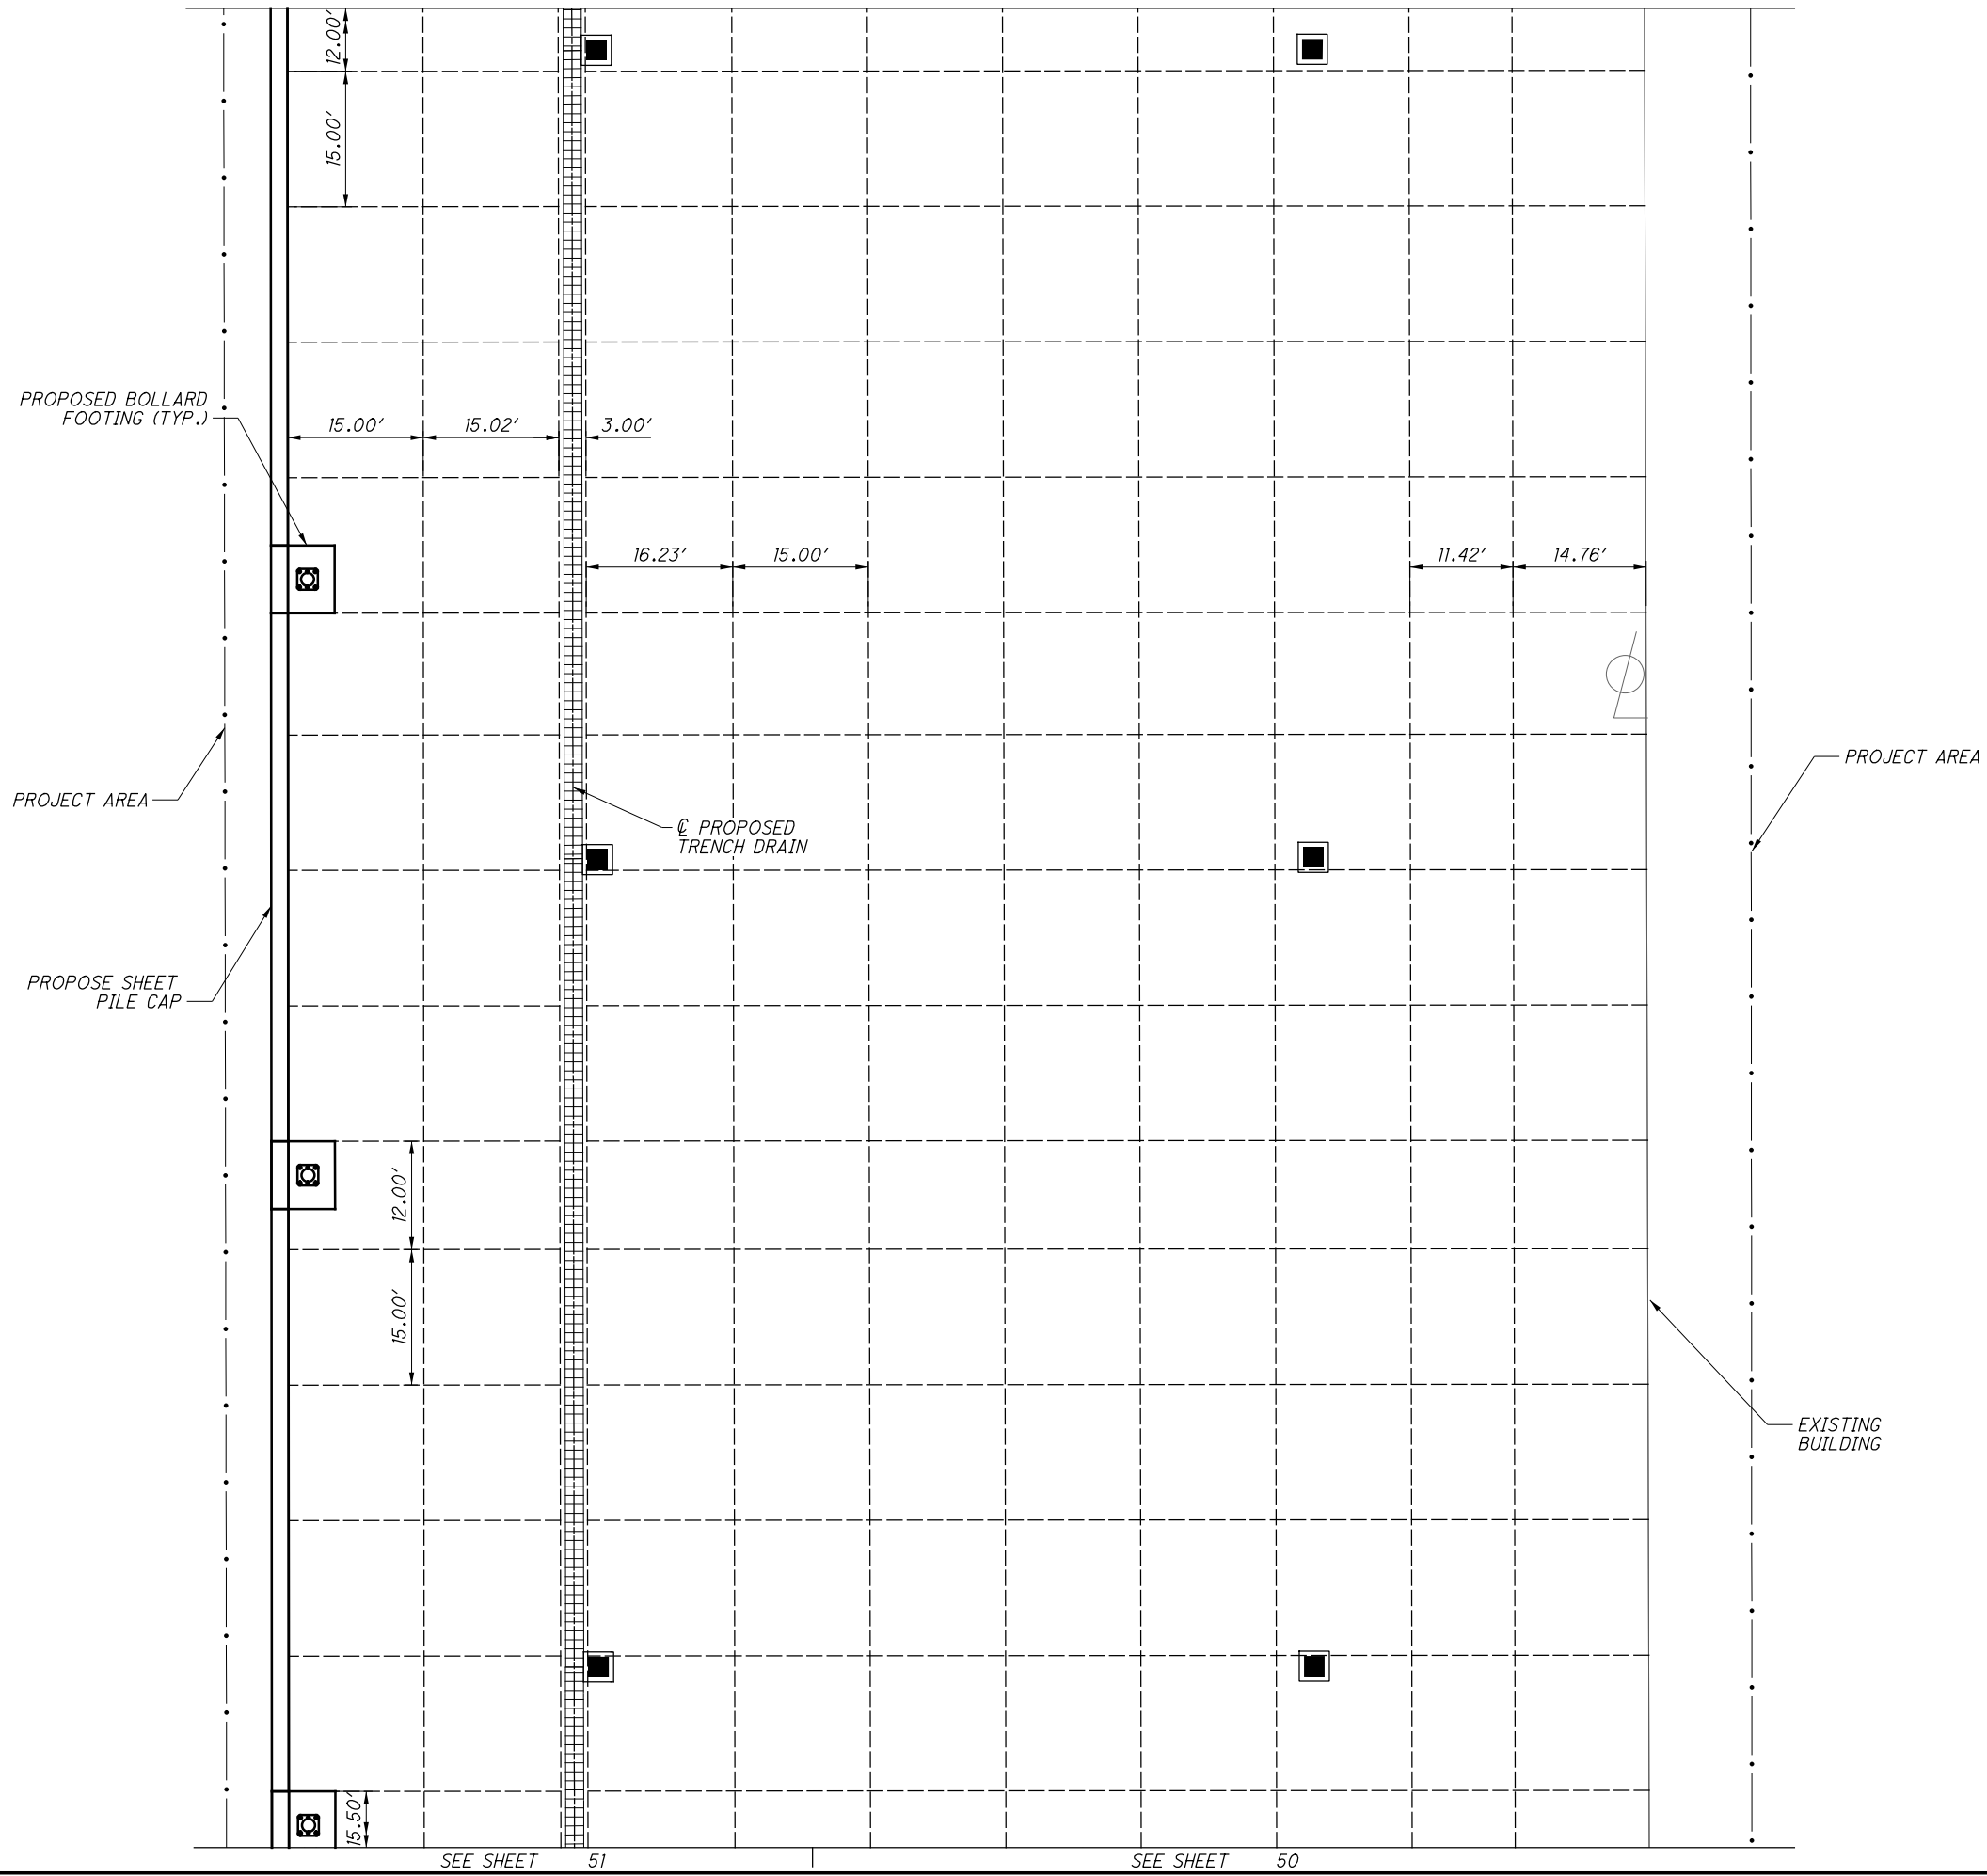 12.00'
15.00'
PROPOSED BOLLARD
FOOTING (TYP.)
15.00'
15.02'
3.00'
16.23'
15.00'
11.42'
14.76'
PROJECT AREA
PROJECT AREA
℄ PROPOSED
TRENCH DRAIN
PROPOSE SHEET
PILE CAP
12.00'
15.00'
EXISTING
BUILDING
15.50'
SEE SHEET 51
SEE SHEET 50